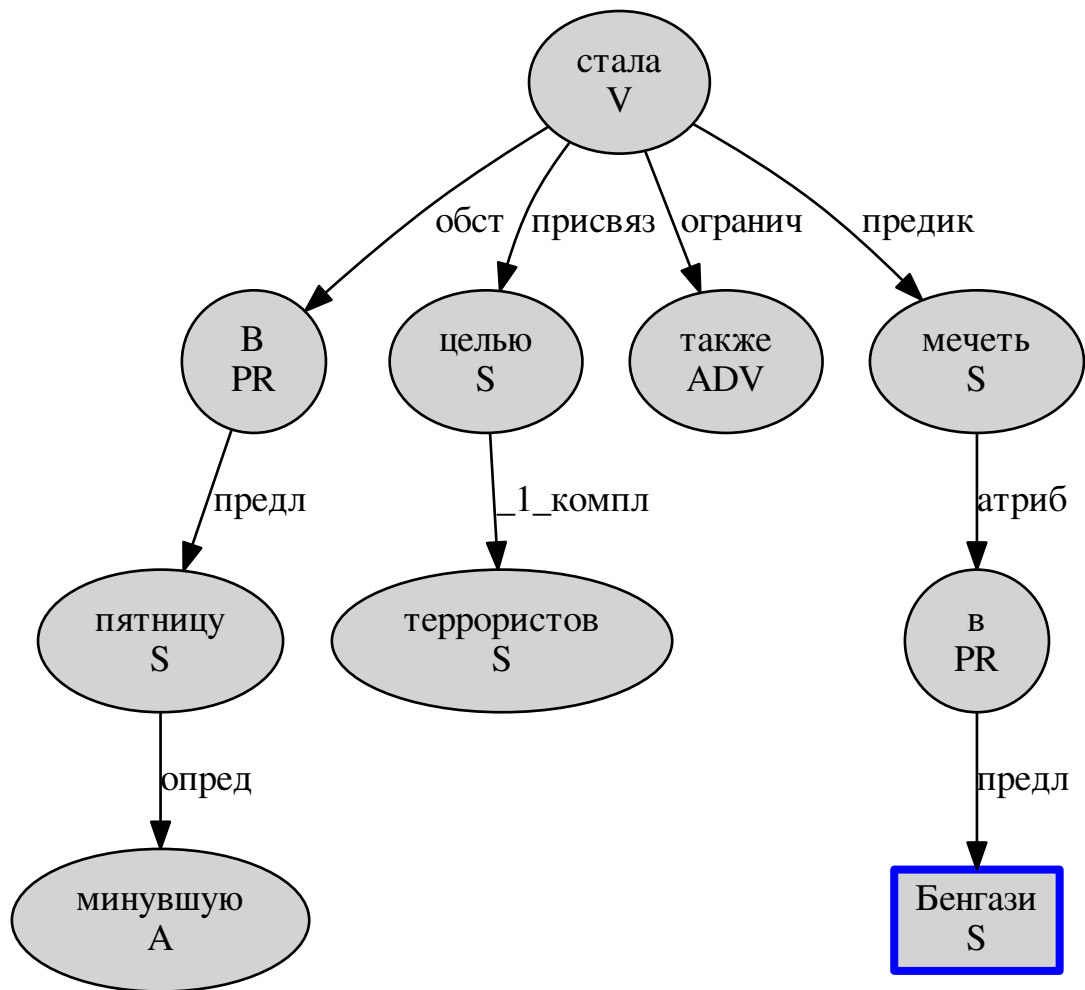 стала
V
обст
присвяз
огранич
предик
В
PR
целью
S
также
ADV
мечеть
S
предл
_1_компл
атриб
пятницу
S
террористов
S
в
PR
опред
предл
минувшую
A
Бенгази
S